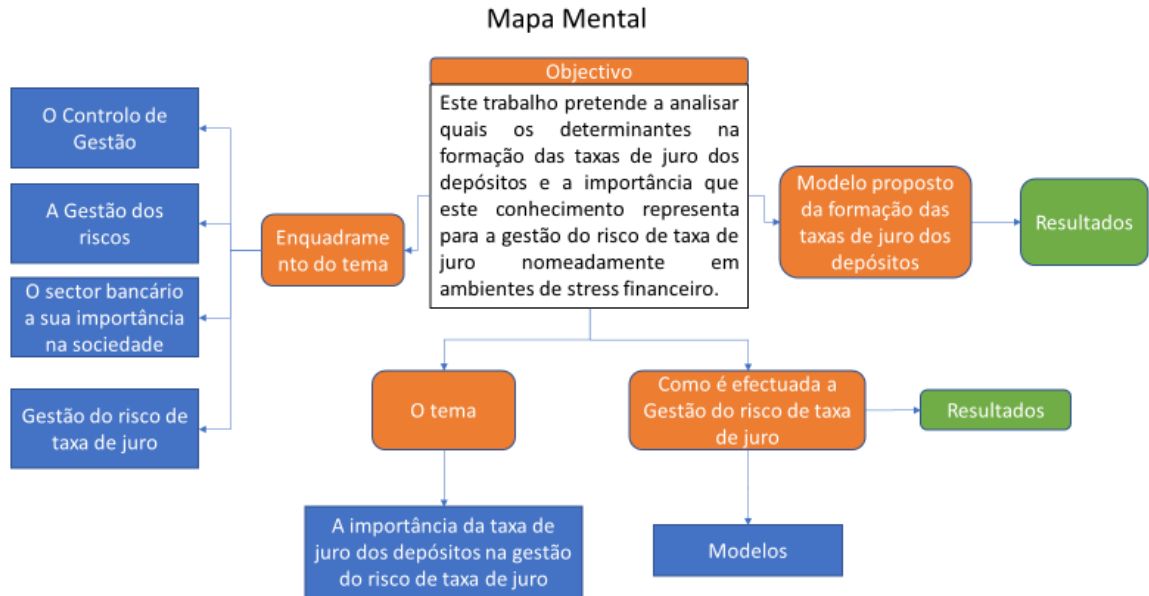 Mapa Mental
Objectivo
Este trabalho pretende a analisar
quais os determinantes na
formação das taxas de juro dos
depósitos e a importância que
este conhecimento representa
para a gestão do risco de taxa de
juro nomeadamente em
ambientes de stress financeiro.
O Controlo de
Gestão
A Gestão dos
riscos
O sector bancário
a sua importância
na sociedade
Gestão do risco de
taxa de juro
Enquadrame
nto do tema
Modelo proposto
da formação das
taxas de juro dos
depósitos
Resultados
O tema
Como é efectuada a
Gestão do risco de taxa
de juro
Resultados
A importância da taxa de
juro dos depósitos na gestão
do risco de taxa de juro
Modelos